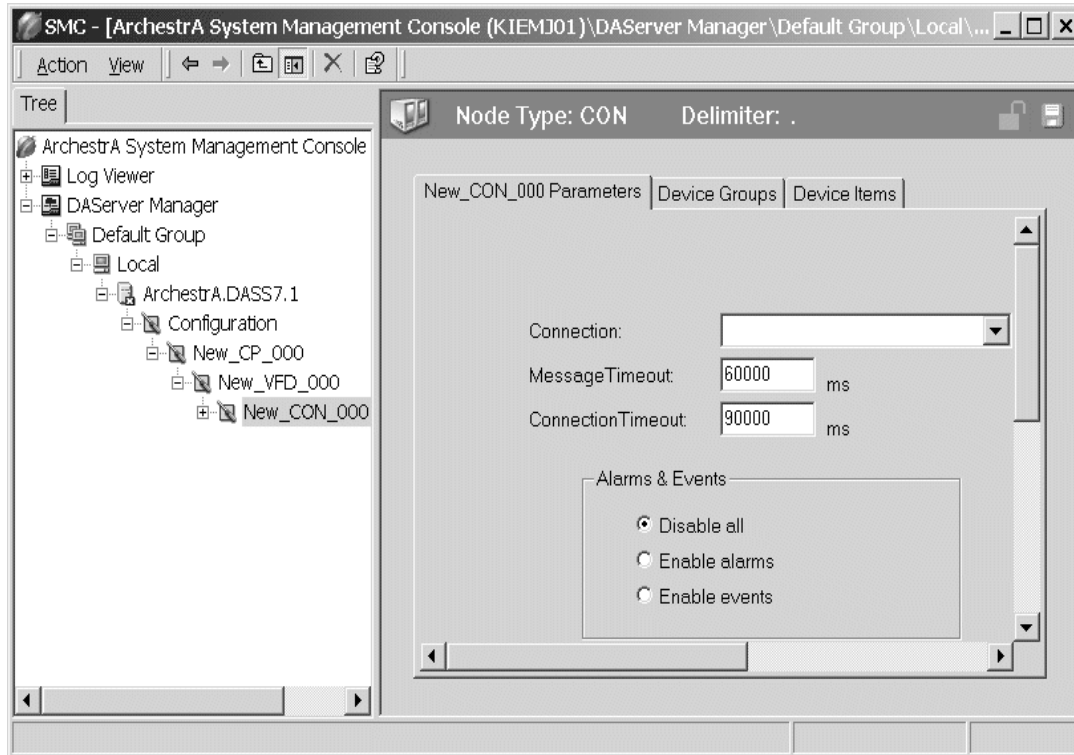 SMC - [ArchestrA System Management Console (KIEMJ01)\DAServer Manager\Default Group\Local\...
Action View
Tree
ArchestrA System Management Console
Log Viewer
DAServer Manager
Default Group
Local
ArchestrA.DASS7.1
Configuration
New_CP_000
New_VFD_000
New_CON_000
Node Type: CON Delimiter: .
New_CON_000 Parameters Device Groups Device Items
Connection:
MessageTimeout: 60000 ms
ConnectionTimeout: 90000 ms
Alarms & Events
Disable all
Enable alarms
Enable events